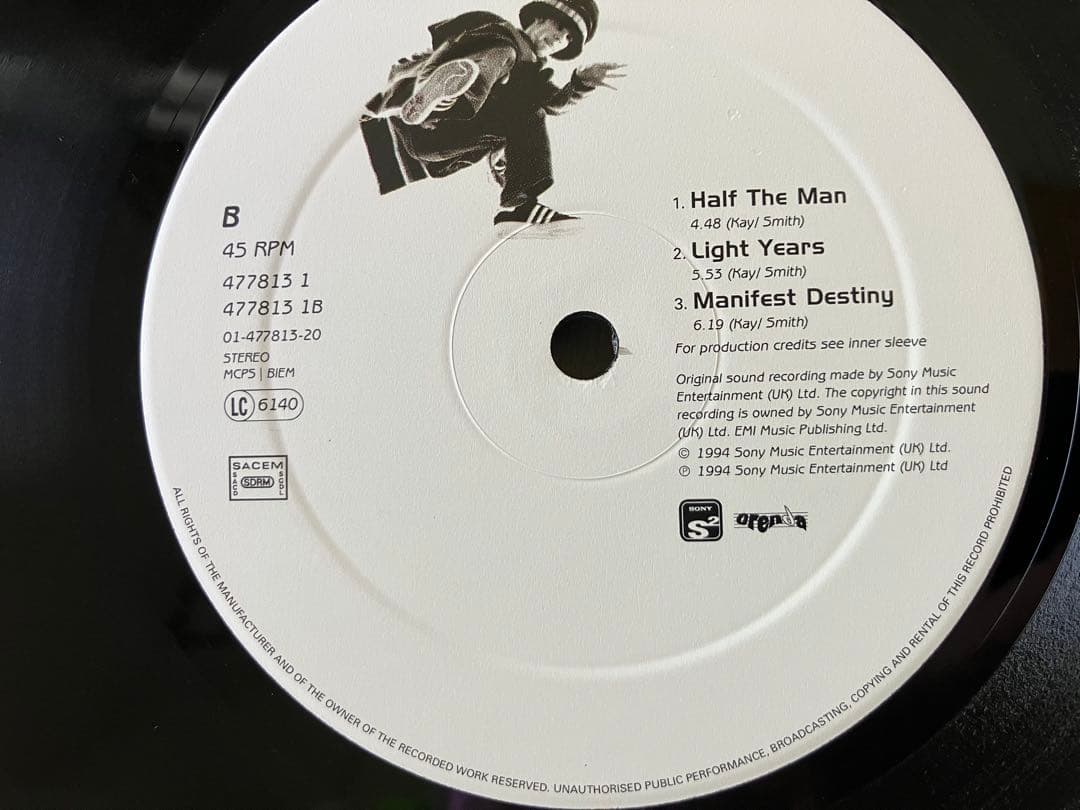 B
45 RPM
477813 1
477813 1B
01-477813-20
STEREO
MCPS | BIEM
LC 6140
SACEM
SACD
SDRM
SGDL
1. Half The Man
4.48 (Kay/ Smith)
2. Light Years
5.53 (Kay/ Smith)
3. Manifest Destiny
6.19 (Kay/ Smith)
For production credits see inner sleeve
Original sound recording made by Sony Music
Entertainment (UK) Ltd. The copyright in this sound
recording is owned by Sony Music Entertainment
(UK) Ltd. EMI Music Publishing Ltd.
© 1994 Sony Music Entertainment (UK) Ltd.
℗ 1994 Sony Music Entertainment (UK) Ltd
SONY
S2
orenda
ALL RIGHTS OF THE MANUFACTURER AND OF THE OWNER OF THE RECORDED WORK RESERVED. UNAUTHORISED PUBLIC PERFORMANCE, BROADCASTING, COPYING AND RENTAL OF THIS RECORD PROHIBITED